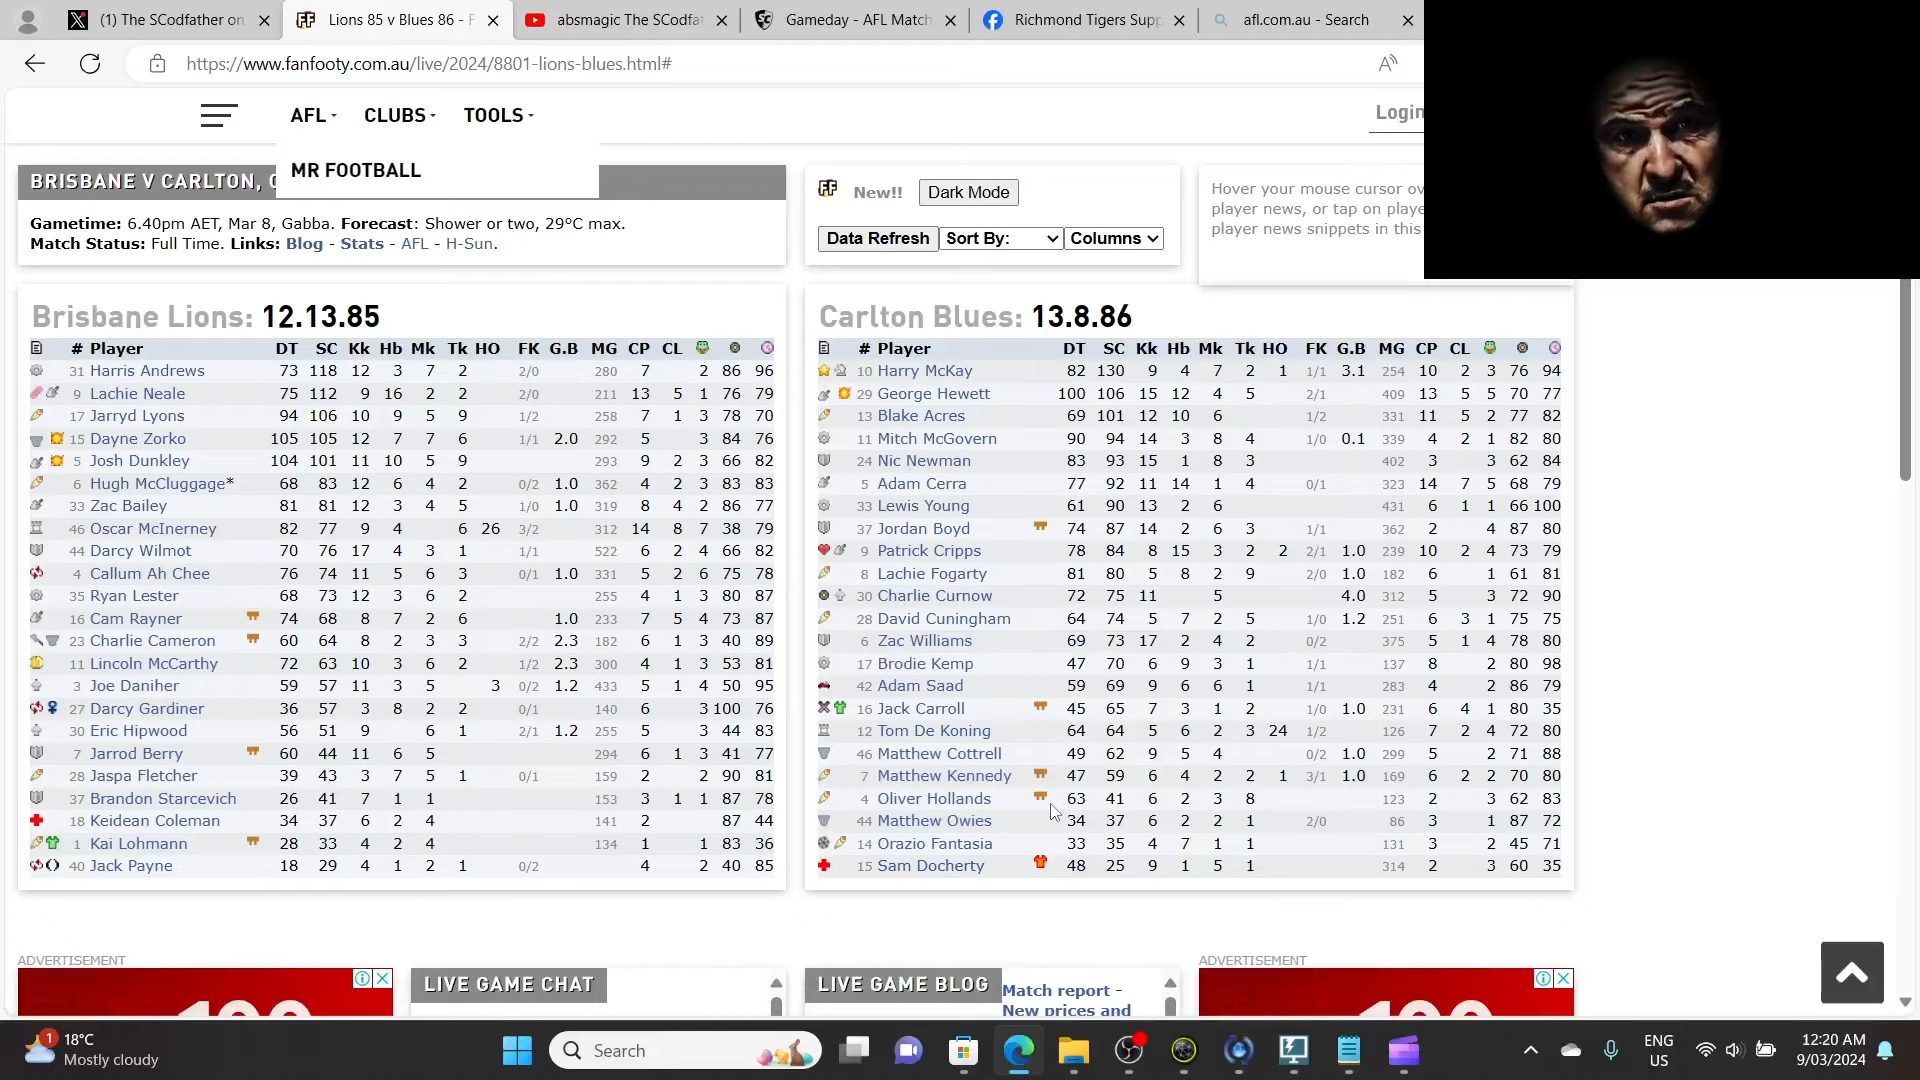 (1) The SCodfather on
Lions 85 v Blues 86 - F
absmagic The SCodfat
Gameday - AFL Match
Richmond Tigers Supp
afl.com.au - Search
https://www.fanfooty.com.au/live/2024/8801-lions-blues.html#
AFL CLUBS TOOLS Login
MR FOOTBALL
BRISBANE V CARLTON,
Gametime: 6.40pm AET, Mar 8, Gabba. Forecast: Shower or two, 29°C max.
Match Status: Full Time. Links: Blog - Stats - AFL - H-Sun.
New!! Dark Mode
Data Refresh Sort By: Columns
Hover your mouse cursor ov
player news, or tap on playe
player news snippets in this
Brisbane Lions: 12.13.85
# Player DT SC Kk Hb Mk Tk HO FK G.B MG CP CL
31 Harris Andrews 73 118 12 3 7 2 2/0 280 7 2 86 96
9 Lachie Neale 75 112 9 16 2 2 2/0 211 13 5 1 76 79
17 Jarryd Lyons 94 106 10 9 5 9 1/2 258 7 1 3 78 70
15 Dayne Zorko 105 105 12 7 7 6 1/1 2.0 292 5 3 84 76
5 Josh Dunkley 104 101 11 10 5 9 293 9 2 3 66 82
6 Hugh McCluggage* 68 83 12 6 4 2 0/2 1.0 362 4 2 3 83 83
33 Zac Bailey 81 81 12 3 4 5 1/0 1.0 319 8 4 2 86 77
46 Oscar McInerney 82 77 9 4 6 26 3/2 312 14 8 7 38 79
44 Darcy Wilmot 70 76 17 4 3 1 1/1 522 6 2 4 66 82
4 Callum Ah Chee 76 74 11 5 6 3 0/1 1.0 331 5 2 6 75 78
35 Ryan Lester 68 73 12 3 6 2 255 4 1 3 80 87
16 Cam Rayner 74 68 8 7 2 6 1.0 233 7 5 4 73 87
23 Charlie Cameron 60 64 8 2 3 3 2/2 2.3 182 6 1 3 40 89
11 Lincoln McCarthy 72 63 10 3 6 2 1/2 2.3 300 4 1 3 53 81
3 Joe Daniher 59 57 11 3 5 3 0/2 1.2 433 5 1 4 50 95
27 Darcy Gardiner 36 57 3 8 2 2 0/1 140 6 3 100 76
30 Eric Hipwood 56 51 9 6 1 2/1 1.2 255 5 3 44 83
7 Jarrod Berry 60 44 11 6 5 294 6 1 3 41 77
28 Jaspa Fletcher 39 43 3 7 5 1 0/1 159 2 2 90 81
37 Brandon Starcevich 26 41 7 1 1 153 3 1 1 87 78
18 Keidean Coleman 34 37 6 2 4 141 2 87 44
1 Kai Lohmann 28 33 4 2 4 134 1 1 83 36
40 Jack Payne 18 29 4 1 2 1 0/2 4 2 40 85
Carlton Blues: 13.8.86
# Player DT SC Kk Hb Mk Tk HO FK G.B MG CP CL
10 Harry McKay 82 130 9 4 7 2 1 1/1 3.1 254 10 2 3 76 94
29 George Hewett 100 106 15 12 4 5 2/1 409 13 5 5 70 77
13 Blake Acres 69 101 12 10 6 1/2 331 11 5 2 77 82
11 Mitch McGovern 90 94 14 3 8 4 1/0 0.1 339 4 2 1 82 80
24 Nic Newman 83 93 15 1 8 3 402 3 3 62 84
5 Adam Cerra 77 92 11 14 1 4 0/1 323 14 7 5 68 79
33 Lewis Young 61 90 13 2 6 431 6 1 1 66 100
37 Jordan Boyd 74 87 14 2 6 3 1/1 362 2 4 87 80
9 Patrick Cripps 78 84 8 15 3 2 2 2/1 1.0 239 10 2 4 73 79
8 Lachie Fogarty 81 80 5 8 2 9 2/0 1.0 182 6 1 61 81
30 Charlie Curnow 72 75 11 5 4.0 312 5 3 72 90
28 David Cuningham 64 74 5 7 2 5 1/0 1.2 251 6 3 1 75 75
6 Zac Williams 69 73 17 2 4 2 0/2 375 5 1 4 78 80
17 Brodie Kemp 47 70 6 9 3 1 1/1 137 8 2 80 98
42 Adam Saad 59 69 9 6 6 1 1/1 283 4 2 86 79
16 Jack Carroll 45 65 7 3 1 2 1/0 1.0 231 6 4 1 80 35
12 Tom De Koning 64 64 5 6 2 3 24 1/2 126 7 2 4 72 80
46 Matthew Cottrell 49 62 9 5 4 0/2 1.0 299 5 2 71 88
7 Matthew Kennedy 47 59 6 4 2 2 1 3/1 1.0 169 6 2 2 70 80
4 Oliver Hollands 63 41 6 2 3 8 123 2 3 62 83
44 Matthew Owies 34 37 6 2 2 1 2/0 86 3 1 87 72
14 Orazio Fantasia 33 35 4 7 1 1 131 3 2 45 71
15 Sam Docherty 48 25 9 1 5 1 314 2 3 60 35
ADVERTISEMENT
LIVE GAME CHAT
LIVE GAME BLOG
Match report -
New prices and
ADVERTISEMENT
18°C
Mostly cloudy
Search
ENG
US
12:20 AM
9/03/2024